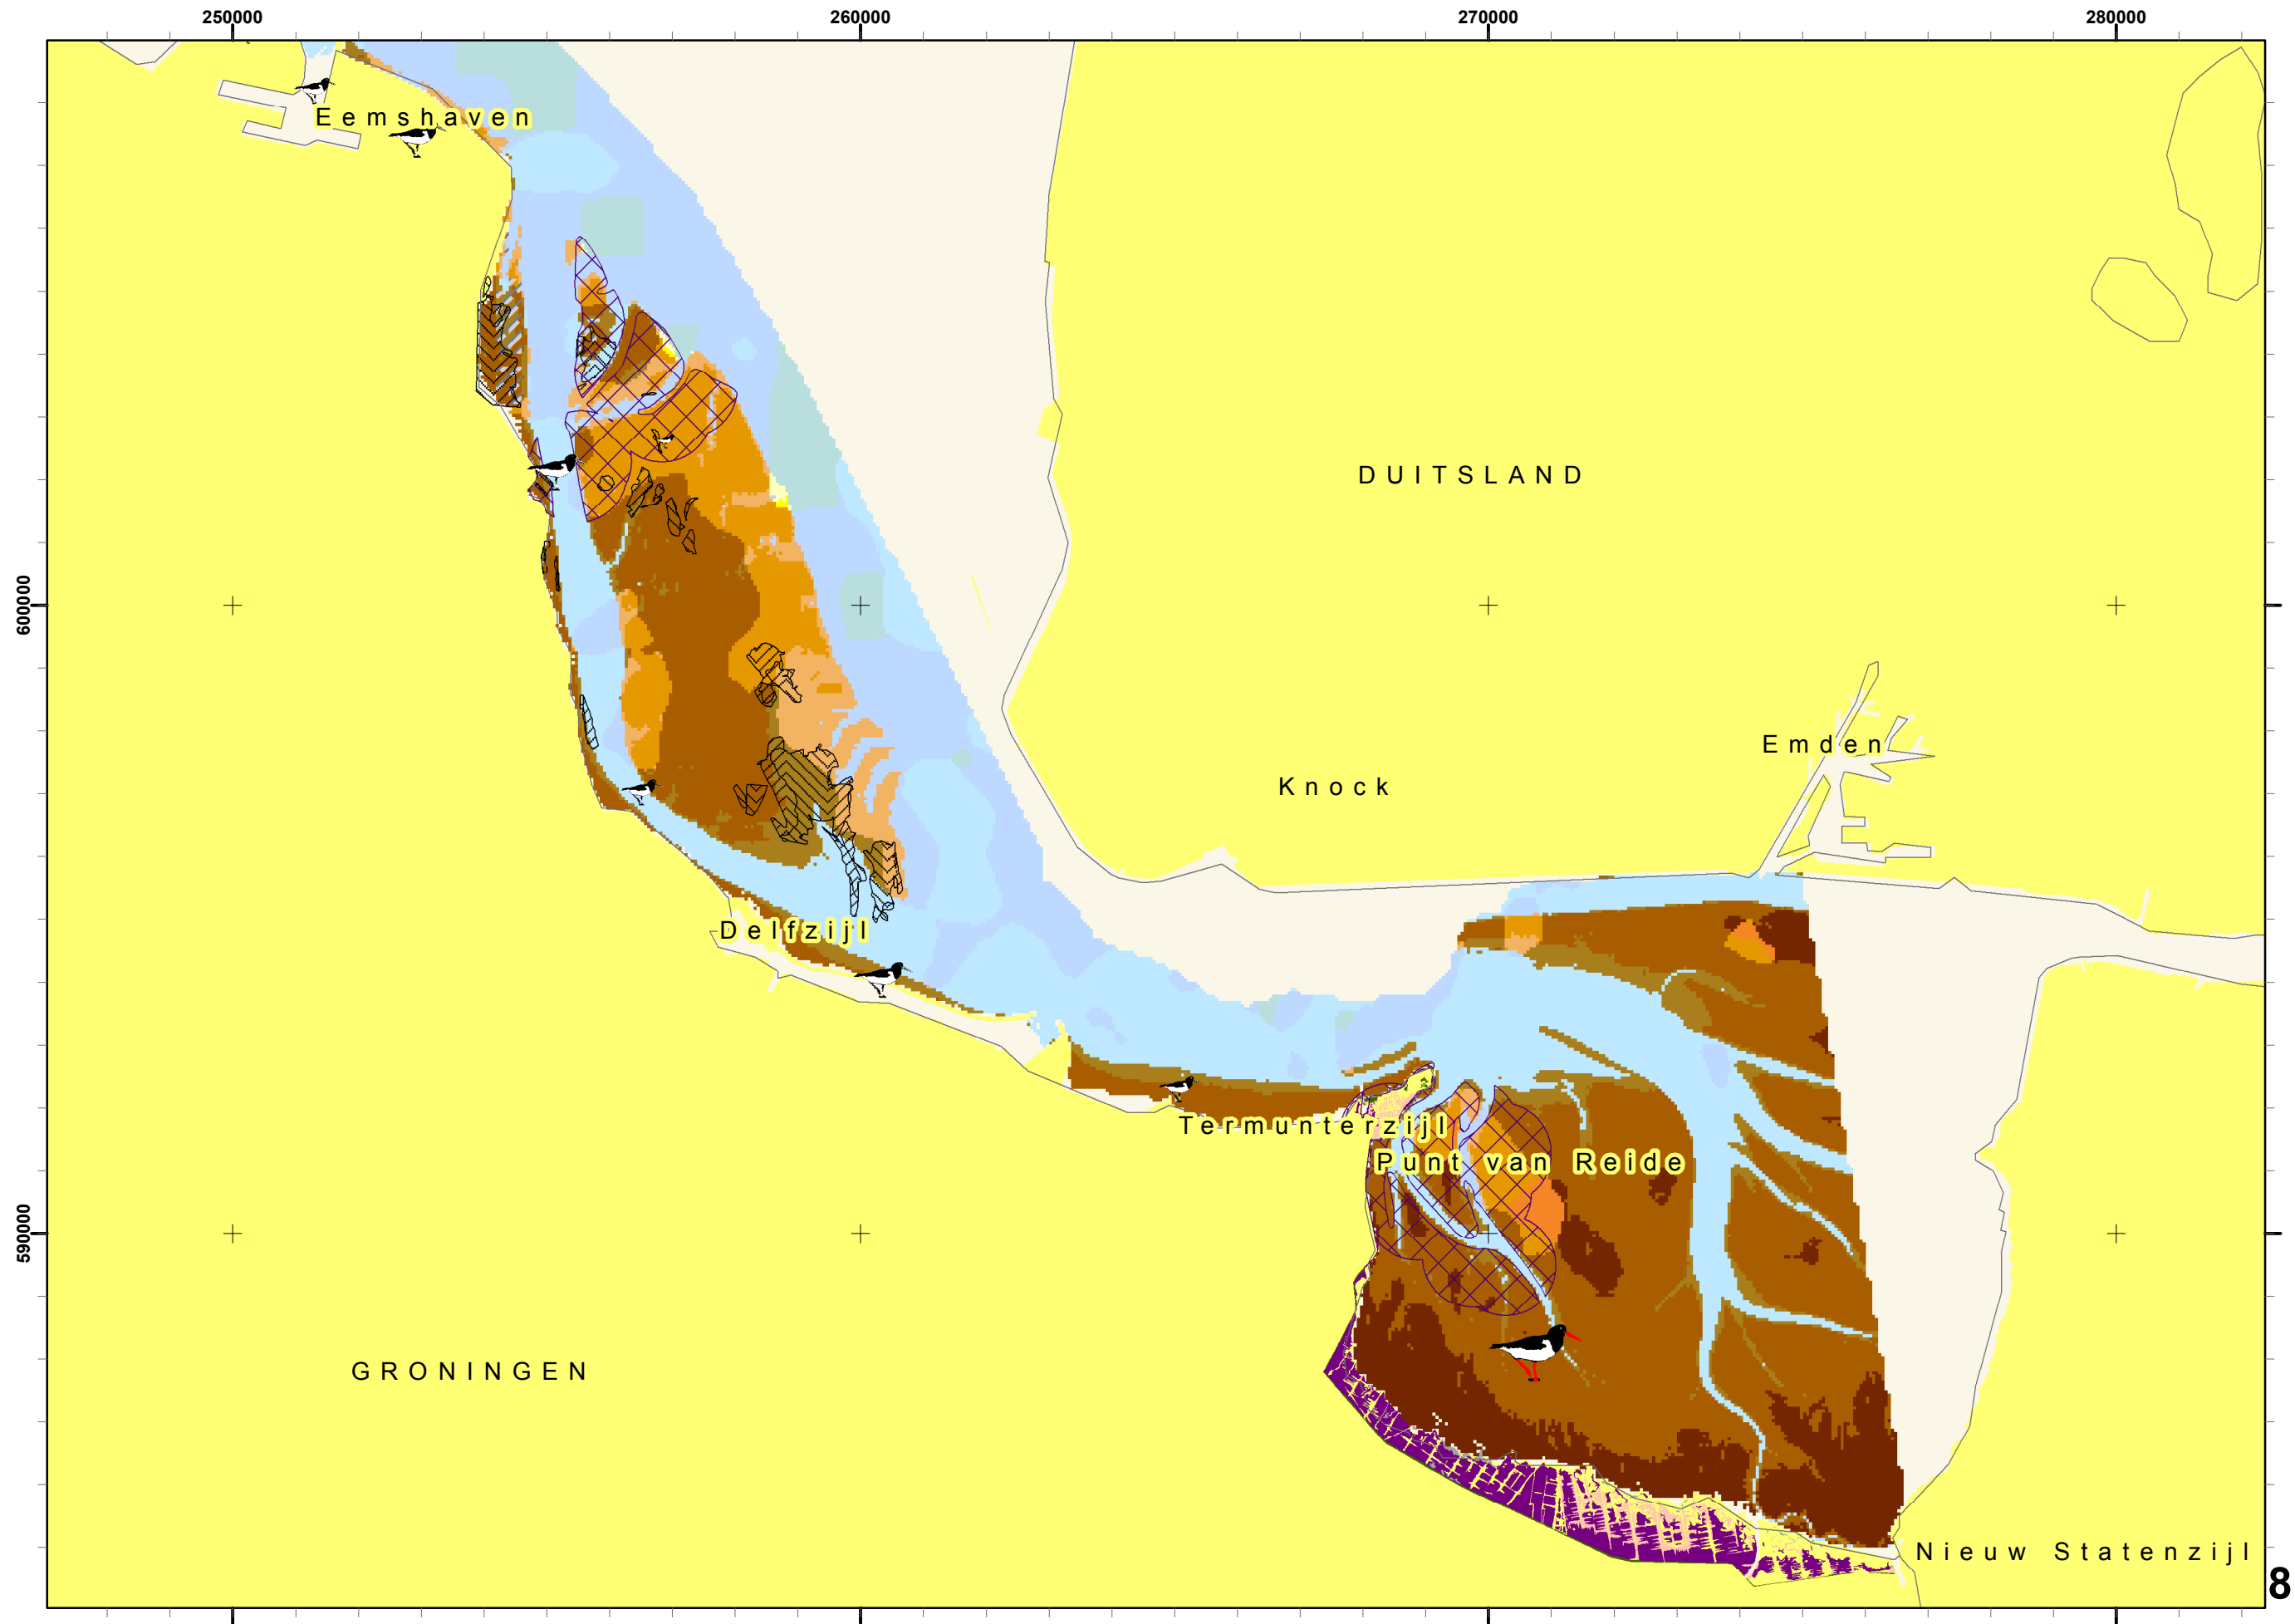 250000 260000 270000 280000
Eemshaven
DUITSLAND
600000
Emden
Knock
Delfzijl
Termunterzijl
Punt van Reide
590000
GRONINGEN
Nieuw Statenzijl
8